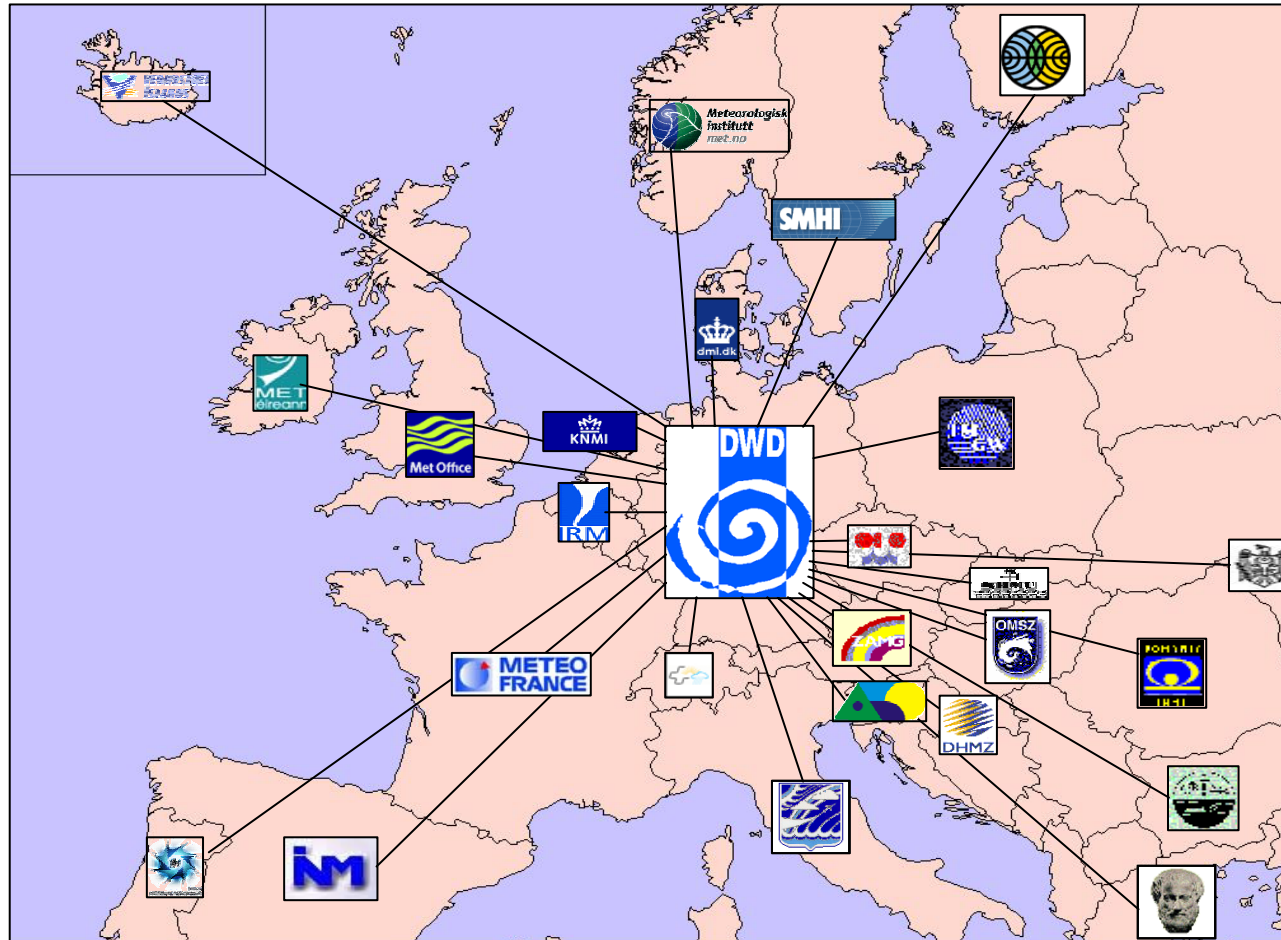 Meteorologisk
institutt
met.no
SMHI
dmi.dk
MET
éireann
KNMI
Met Office
DWD
IRM
OMSZ
ZAMG
METEO
FRANCE
DHMZ
INM